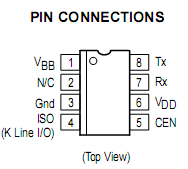 PIN CONNECTIONS
VBB 1 8 Tx
N/C 2 7 Rx
Gnd 3 6 VDD
ISO 4 5 CEN
(K Line I/O)
(Top View)